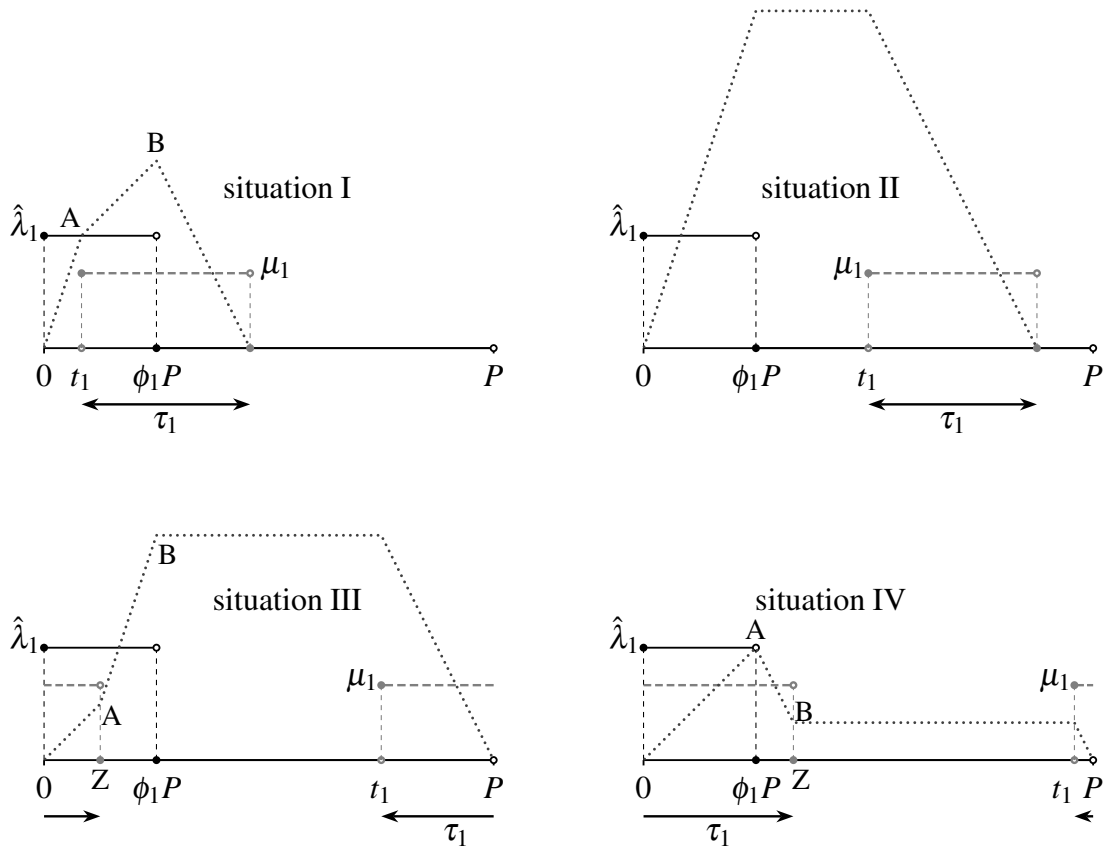 B
situation I
situation II
A
λ̂₁
μ₁
λ̂₁
μ₁
0 t₁ ϕ₁P P
0 ϕ₁P t₁ P
τ₁
τ₁
B
situation III
situation IV
λ̂₁
A
μ₁
λ̂₁
A
B
μ₁
0 Z ϕ₁P t₁ P
0 ϕ₁P Z t₁ P
τ₁
τ₁